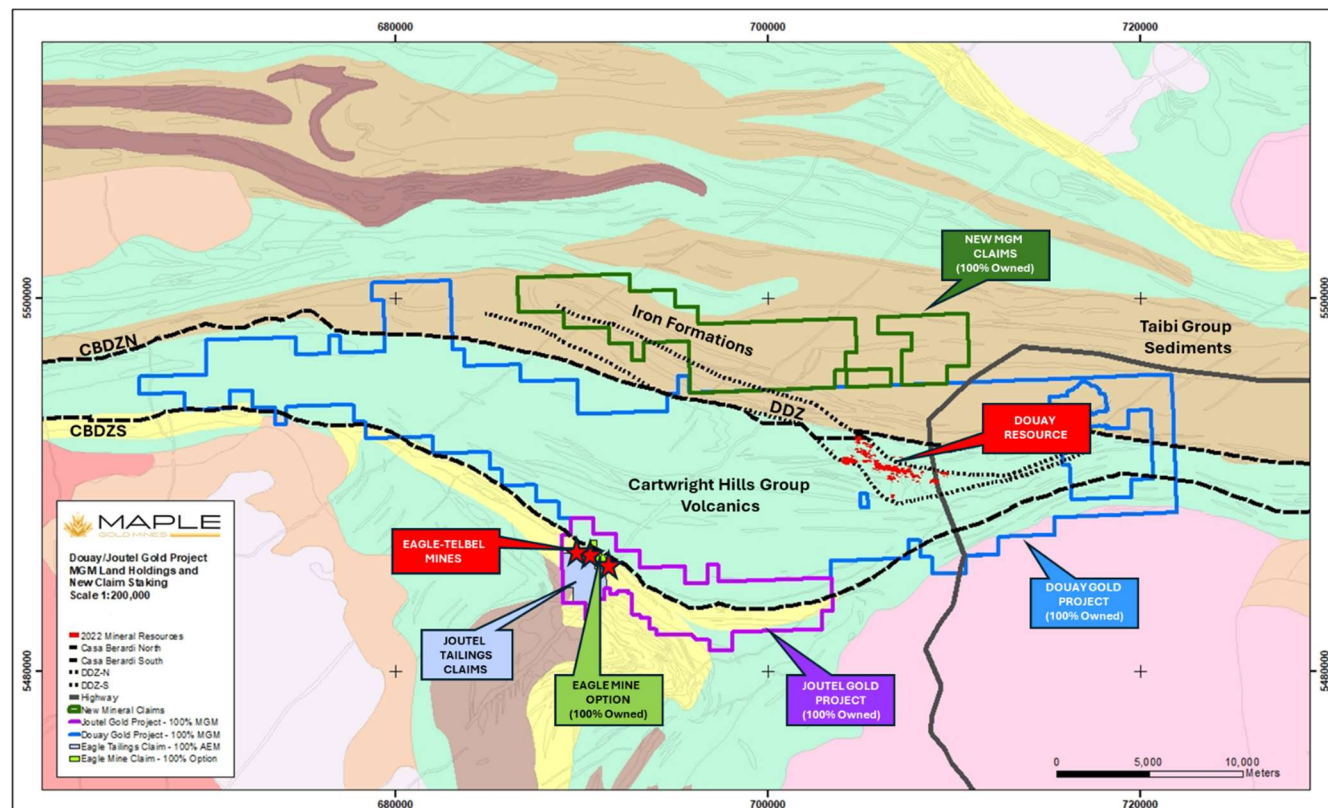 680000
700000
720000
5500000
5500000
5480000
5480000
680000
700000
720000
NEW MGM
CLAIMS
(100% Owned)
Iron Formations
Taibi Group
Sediments
CBDZN
CBDZS
DDZ
DOUAY
RESOURCE
Cartwright Hills Group
Volcanics
EAGLE-TELBEL
MINES
JOUTEL
TAILINGS
CLAIMS
EAGLE MINE
OPTION
(100% Owned)
JOUTEL GOLD
PROJECT
(100% Owned)
DOUAY GOLD
PROJECT
(100% Owned)
MAPLE
GOLD MINES
Douay/Joutel Gold Project
MGM Land Holdings and
New Claim Staking
Scale 1:200,000
2022 Mineral Resources
Casa Berardi North
Casa Berardi South
DDZ-N
DDZ-S
Highway
New Mineral Claims
Joutel Gold Project - 100% MGM
Douay Gold Project - 100% MGM
Eagle Tailings Claim - 100% AEM
Eagle Mine Claim - 100% Option
0 5,000 10,000
Meters